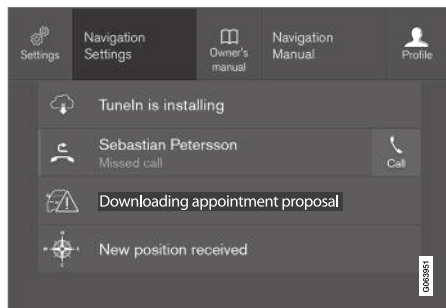 Settings
Navigation
Settings
Owner's
manual
Navigation
Manual
Profile
TuneIn is installing
Sebastian Petersson
Missed call
Call
Downloading appointment proposal
New position received
G063951